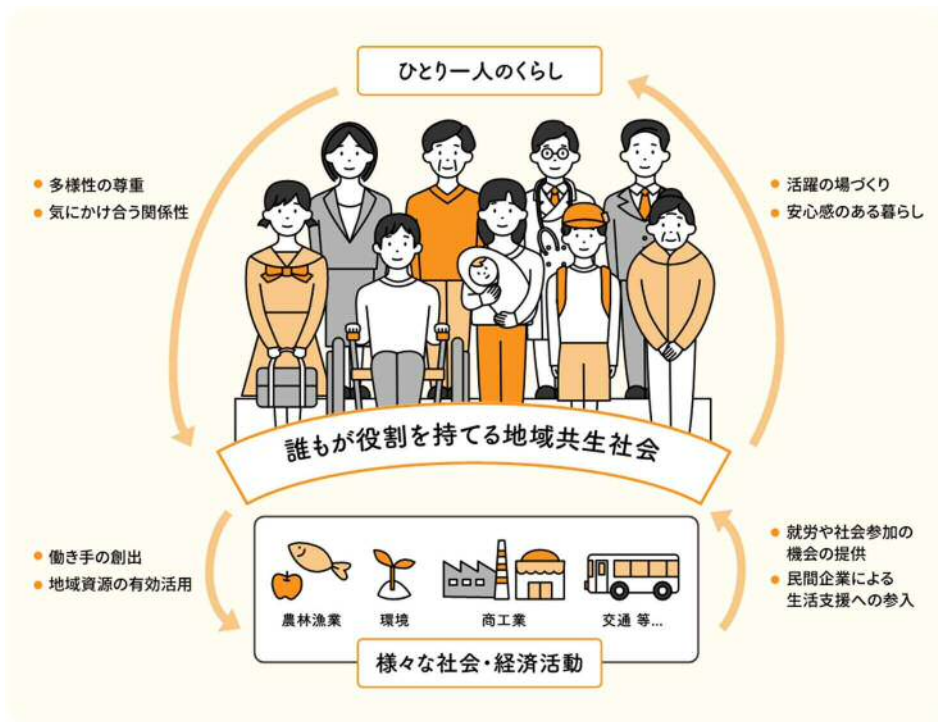 ひとり一人のくらし
多様性の尊重
気にかけ合う関係性
活躍の場づくり
安心感のある暮らし
誰もが役割を持てる地域共生社会
働き手の創出
地域資源の有効活用
就労や社会参加の
機会の提供
民間企業による
生活支援への参入
農林漁業
環境
商工業
交通 等...
様々な社会・経済活動